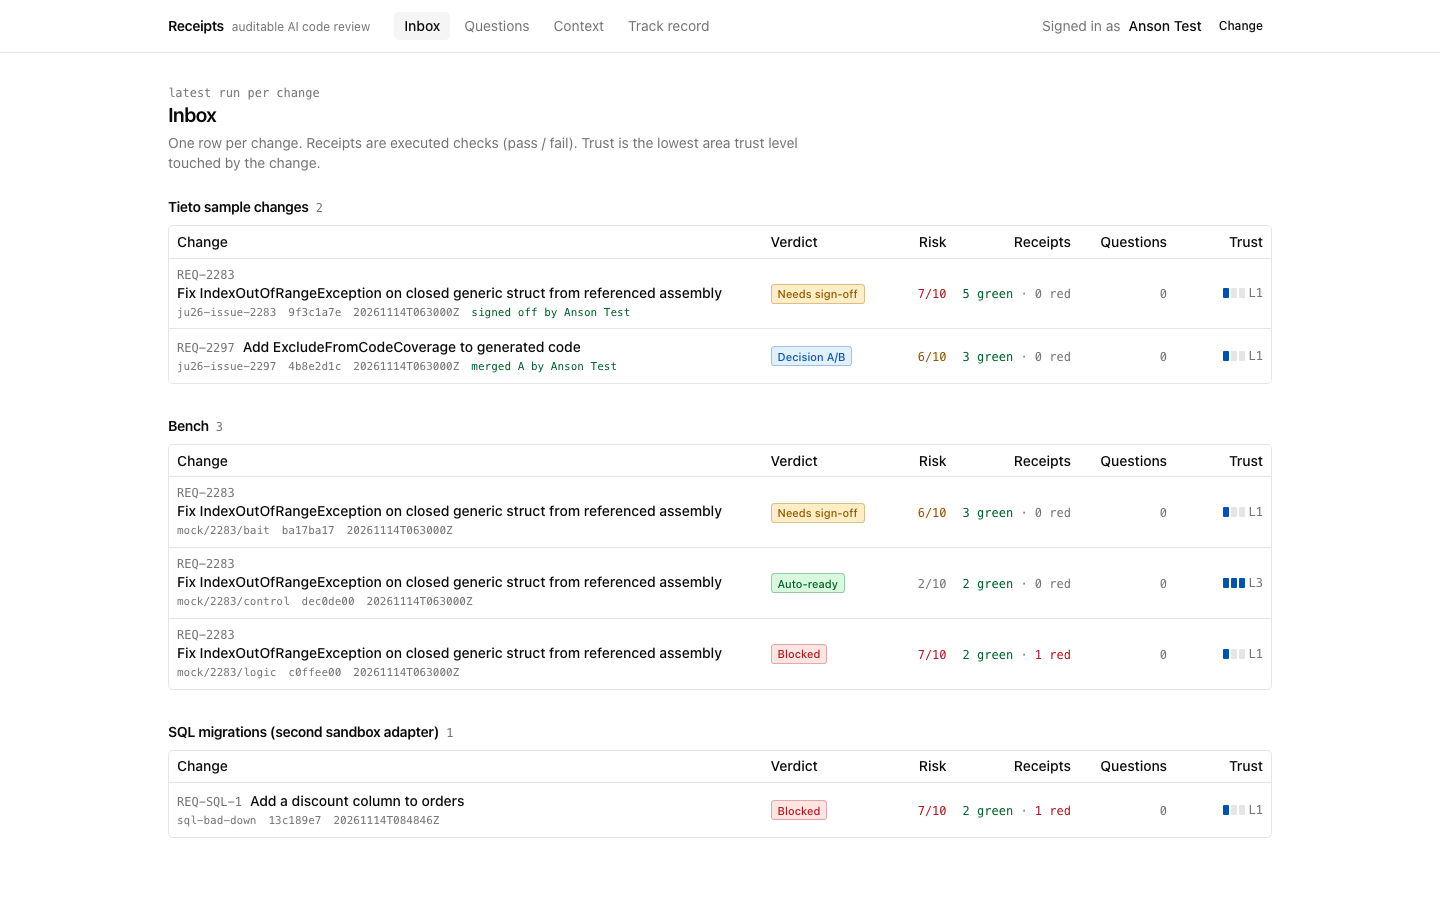 Receipts auditable AI code review Inbox Questions Context Track record Signed in as Anson Test Change
latest run per change
Inbox
One row per change. Receipts are executed checks (pass / fail). Trust is the lowest area trust level
touched by the change.
Tieto sample changes 2
Change Verdict Risk Receipts Questions Trust
REQ-2283
Fix IndexOutOfRangeException on closed generic struct from referenced assembly
ju26-issue-2283 9f3c1a7e 20261114T063000Z signed off by Anson Test
Needs sign-off 7/10 5 green · 0 red 0 L1
REQ-2297 Add ExcludeFromCodeCoverage to generated code
ju26-issue-2297 4b8e2d1c 20261114T063000Z merged A by Anson Test
Decision A/B 6/10 3 green · 0 red 0 L1
Bench 3
Change Verdict Risk Receipts Questions Trust
REQ-2283
Fix IndexOutOfRangeException on closed generic struct from referenced assembly
mock/2283/bait ba17ba17 20261114T063000Z
Needs sign-off 6/10 3 green · 0 red 0 L1
REQ-2283
Fix IndexOutOfRangeException on closed generic struct from referenced assembly
mock/2283/control dec0de00 20261114T063000Z
Auto-ready 2/10 2 green · 0 red 0 L3
REQ-2283
Fix IndexOutOfRangeException on closed generic struct from referenced assembly
mock/2283/logic c0ffee00 20261114T063000Z
Blocked 7/10 2 green · 1 red 0 L1
SQL migrations (second sandbox adapter) 1
Change Verdict Risk Receipts Questions Trust
REQ-SQL-1 Add a discount column to orders
sql-bad-down 13c189e7 20261114T084846Z
Blocked 7/10 2 green · 1 red 0 L1